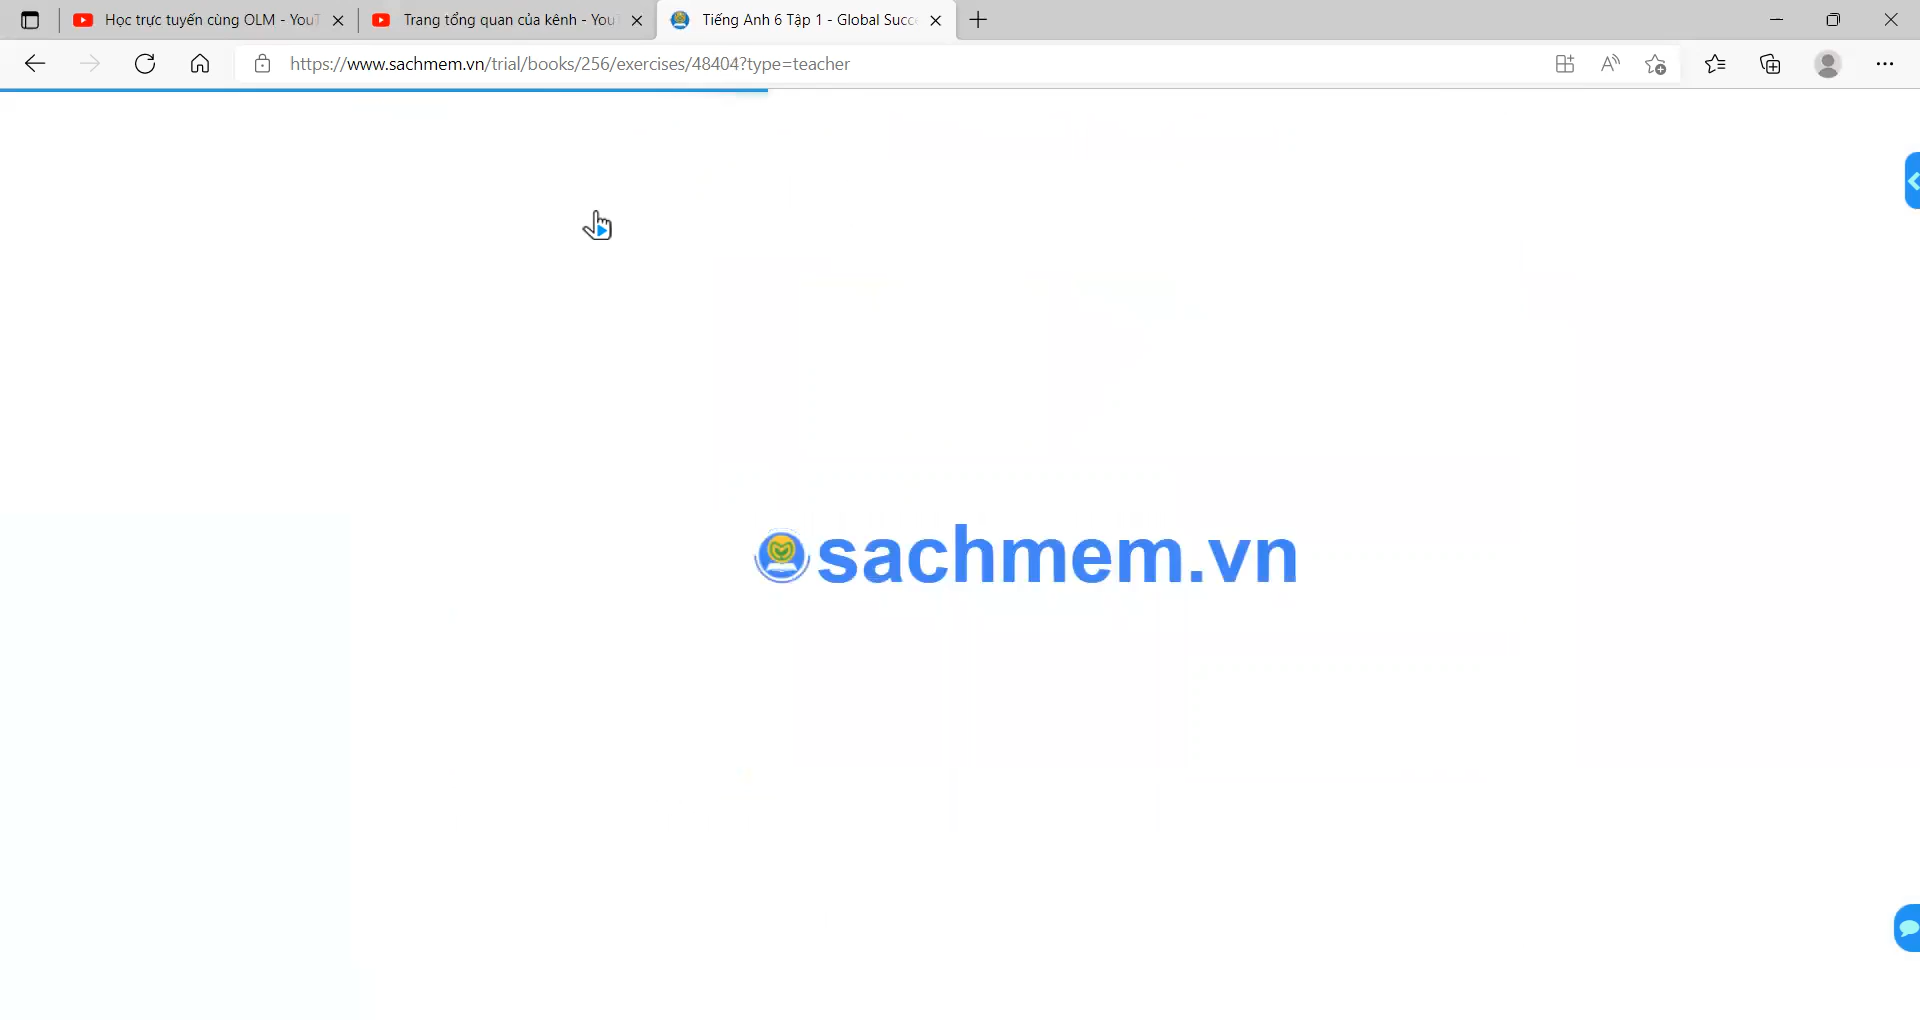 Học trực tuyến cùng OLM - YouT
Trang tổng quan của kênh - You
Tiếng Anh 6 Tập 1 - Global Succ
https://www.sachmem.vn/trial/books/256/exercises/48404?type=teacher
sachmem.vn